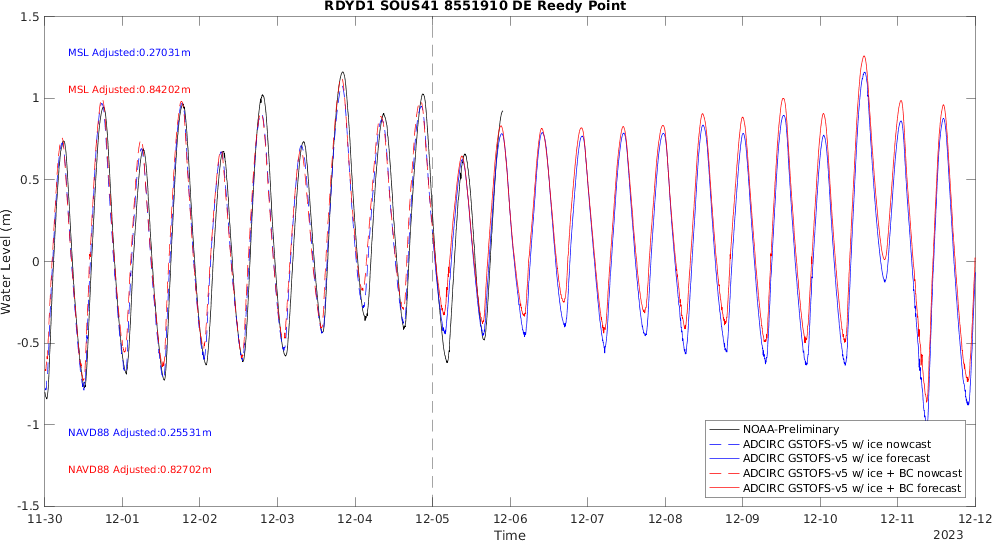 RDYD1 SOUS41 8551910 DE Reedy Point
1.5
1
0.5
0
-0.5
-1
-1.5
Water Level (m)
MSL Adjusted:0.27031m
MSL Adjusted:0.84202m
NAVD88 Adjusted:0.25531m
NAVD88 Adjusted:0.82702m
NOAA-Preliminary
ADCIRC GSTOFS-v5 w/ ice nowcast
ADCIRC GSTOFS-v5 w/ ice forecast
ADCIRC GSTOFS-v5 w/ ice + BC nowcast
ADCIRC GSTOFS-v5 w/ ice + BC forecast
11-30 12-01 12-02 12-03 12-04 12-05 12-06 12-07 12-08 12-09 12-10 12-11 12-12
Time
2023